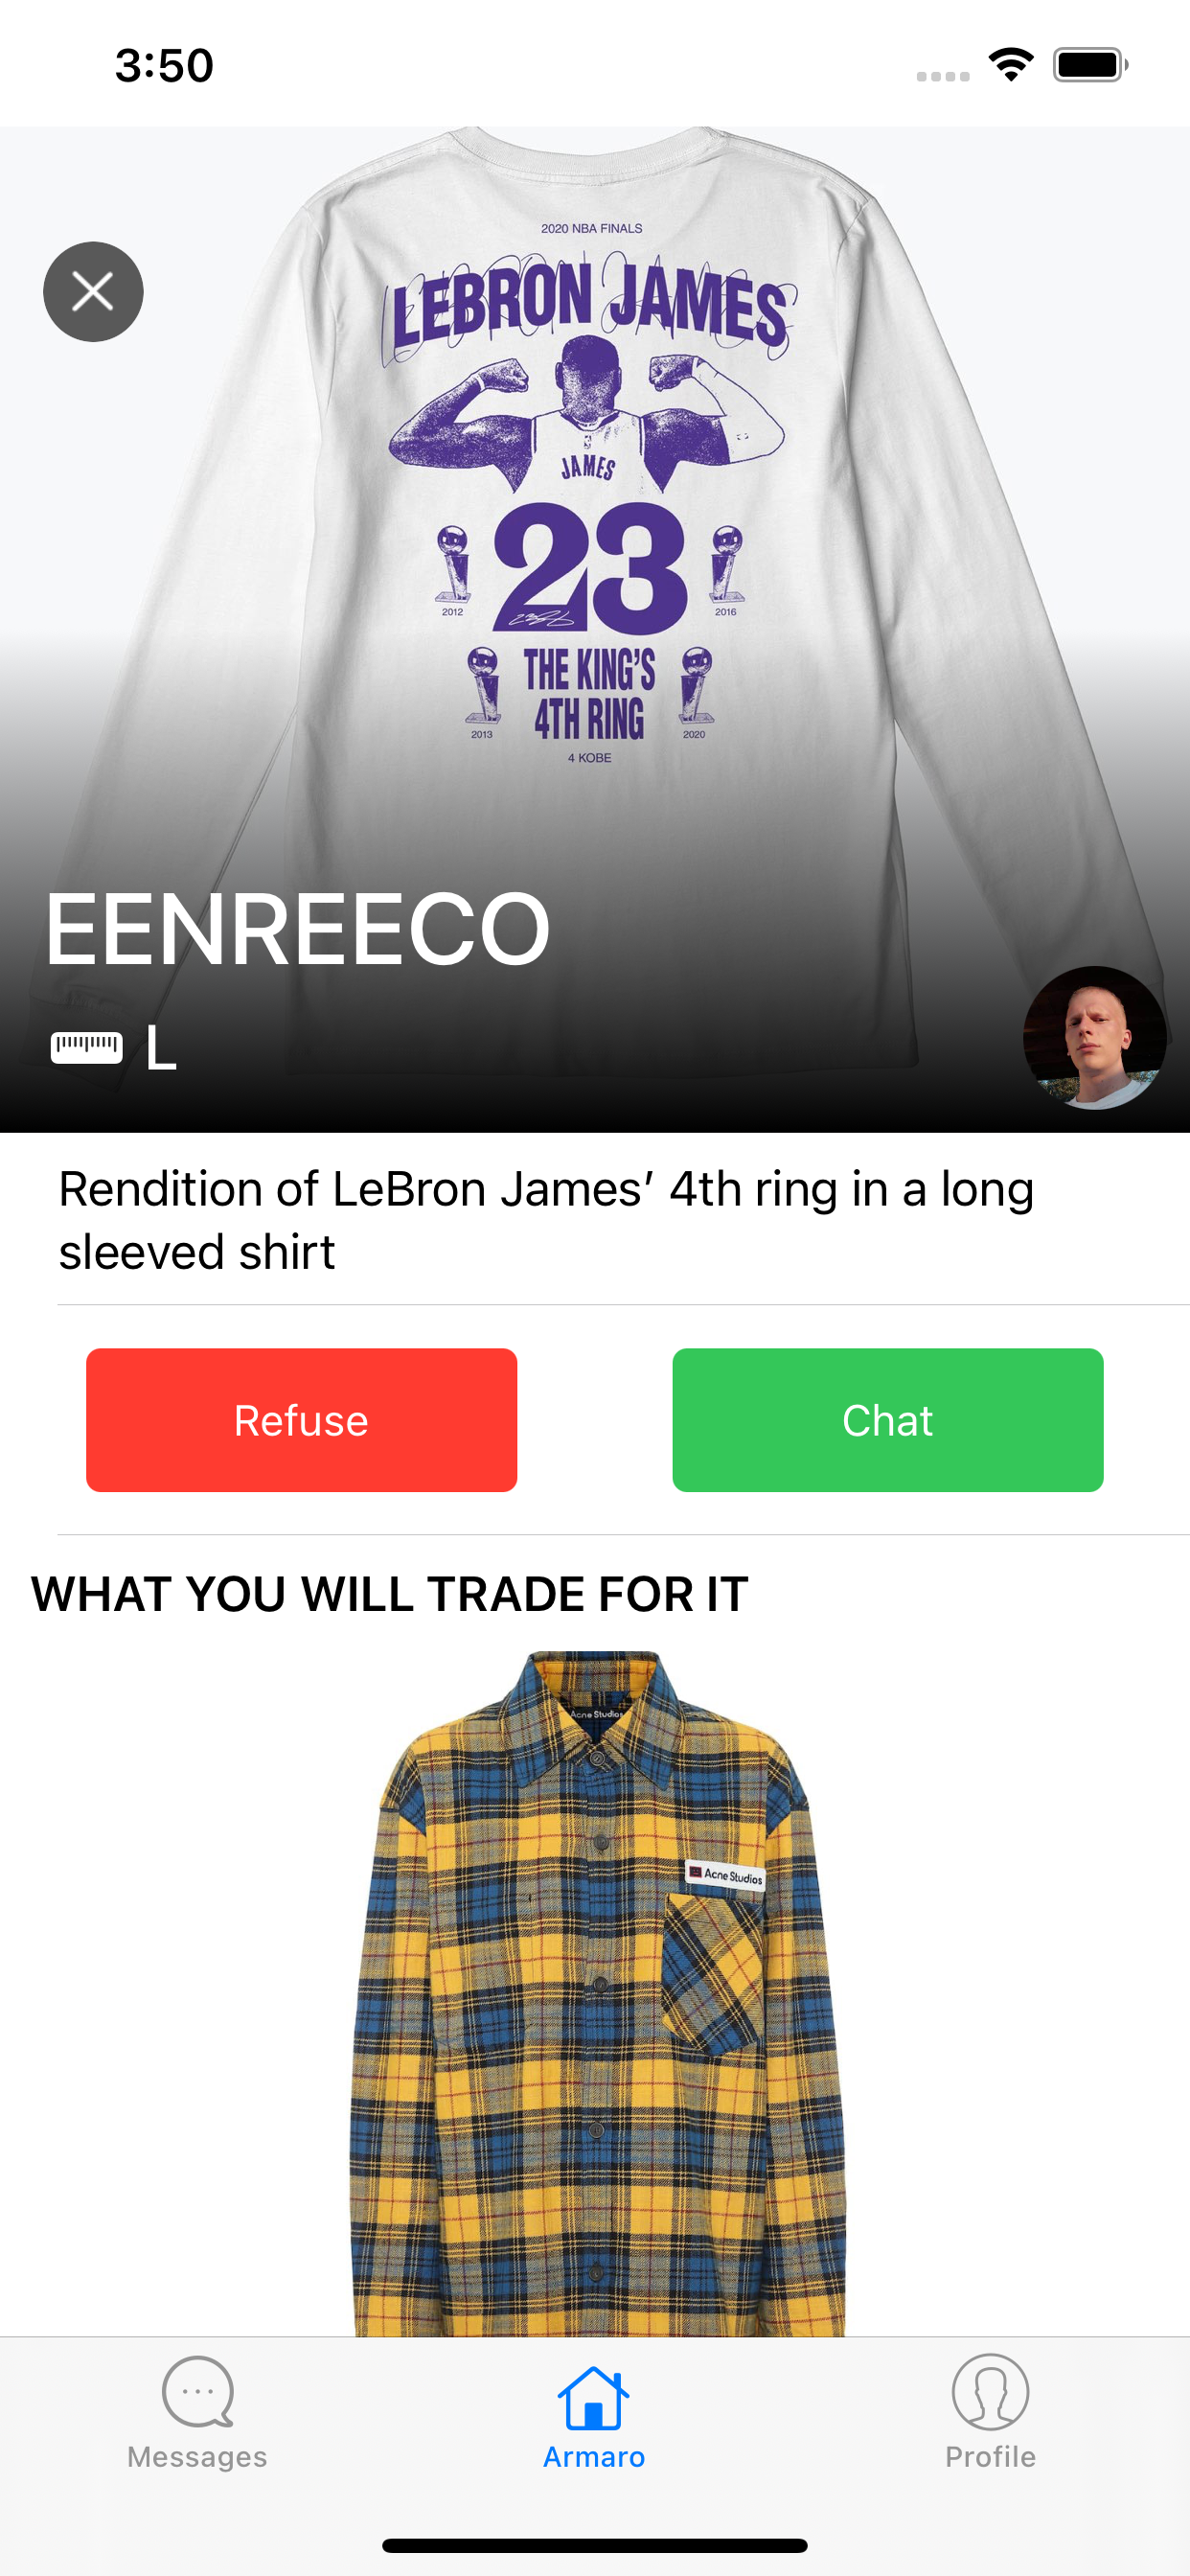 3:50
2020 NBA FINALS
LEBRON JAMES
JAMES
23
2012
2016
THE KING'S
4TH RING
2013
2020
4 KOBE
EENREECO
L
Rendition of LeBron James’ 4th ring in a long
sleeved shirt
Refuse
Chat
WHAT YOU WILL TRADE FOR IT
Acne Studios
Acne Studios
Messages
Armaro
Profile